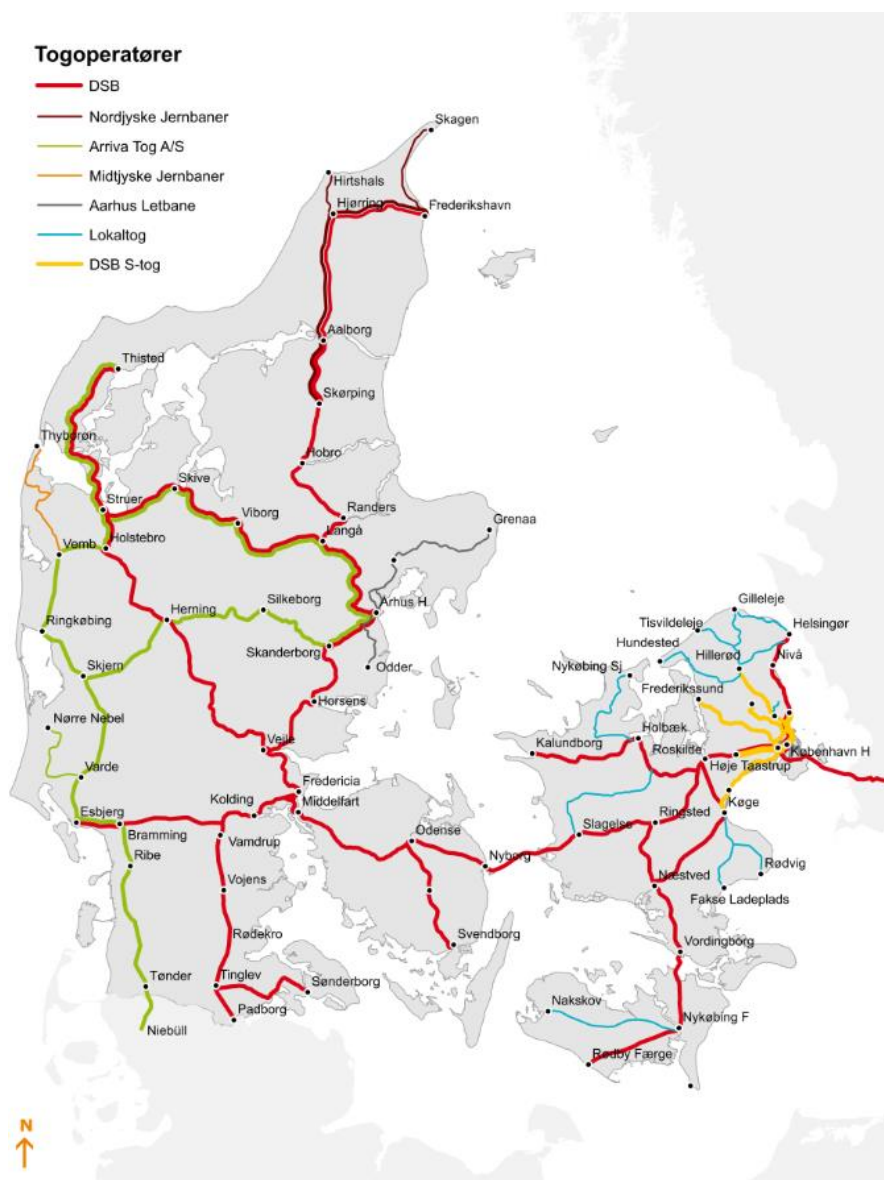 Togoperatører
DSB
Nordjyske Jernbaner
Arriva Tog A/S
Midtjyske Jernbaner
Aarhus Letbane
Lokaltog
DSB S-tog
Skagen
Hirtshals
Hjørring
Frederikshavn
Aalborg
Thisted
Skørping
Thyborøn
Hobro
Skive
Struer
Viborg
Randers
Grenaa
Langå
Vemb
Holstebro
Silkeborg
Herning
Århus H
Gilleleje
Ringkøbing
Tisvildeleje
Helsingør
Hundested
Skanderborg
Hillerød
Nivå
Skjern
Odder
Nykøbing Sj
Frederikssund
Horsens
Nørre Nebel
Holbæk
Vejle
Kalundborg
Roskilde
København H
Høje Taastrup
Varde
Fredericia
Kolding
Middelfart
Køge
Esbjerg
Ringsted
Bramming
Vamdrup
Odense
Slagelse
Ribe
Nyborg
Rødvig
Næstved
Vojens
Fakse Ladeplads
Rødekro
Svendborg
Vordingborg
Tønder
Tinglev
Sønderborg
Nakskov
Padborg
Niebüll
Nykøbing F
Rødby Færge
N